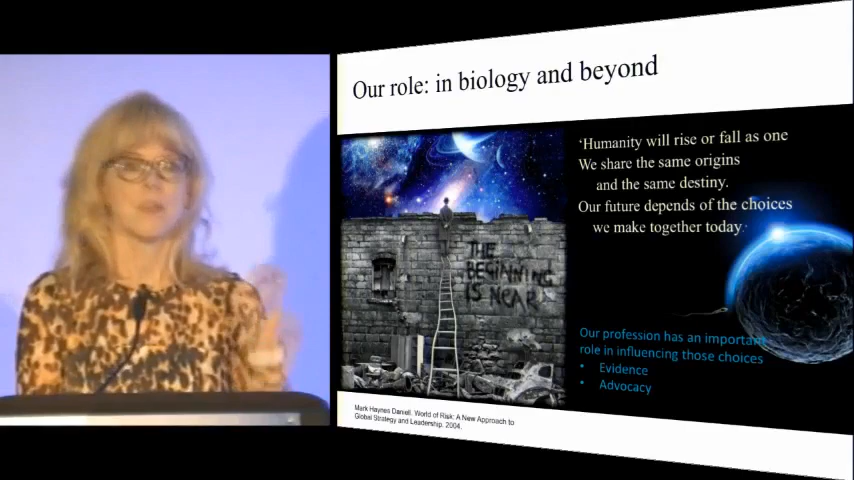 Our role: in biology and beyond
'Humanity will rise or fall as one
We share the same origins
and the same destiny.
Our future depends of the choices
we make together today.'
THE
BEGINNING
IS NEAR
Our profession has an important
role in influencing those choices
• Evidence
• Advocacy
Mark Haynes Daniell. World of Risk: A New Approach to
Global Strategy and Leadership. 2004.